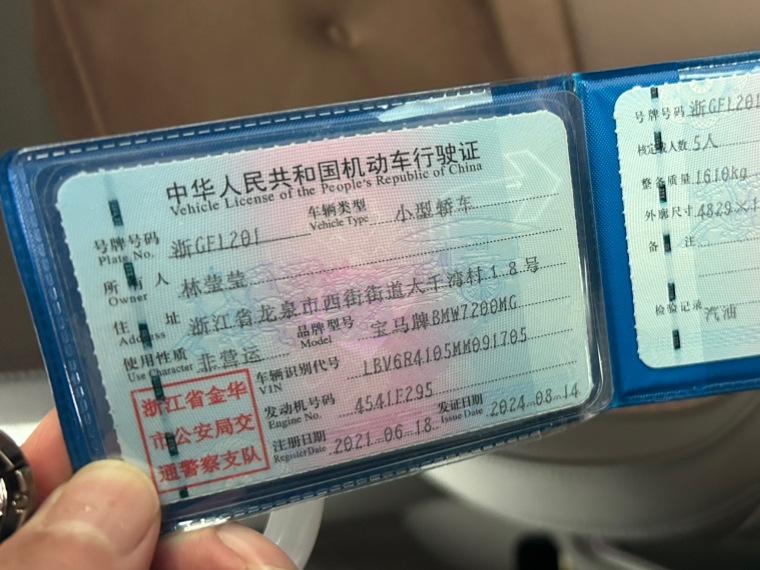 中华人民共和国机动车行驶证
Vehicle License of the People's Republic of China
号牌号码 浙GFL201 车辆类型 小型轿车
Plate No. Vehicle Type
所有人 林莹莹
Owner
住址 浙江省龙泉市西街街道太干湾村18号
Address
使用性质 非营运 品牌型号 宝马牌BMW7200MG
Use Character Model
车辆识别代号 LBV6R4105MM091705
VIN
发动机号码 4541F295 发证日期 2024.08.14
Engine No. Issue Date
注册日期 2021.06.18
RegisterDate
浙江省金华
市公安局交
通警察支队
号牌号码 浙GFL201
核定载人数 5人
整备质量 1610kg
外廓尺寸 4829×1
备注
检验记录 汽油